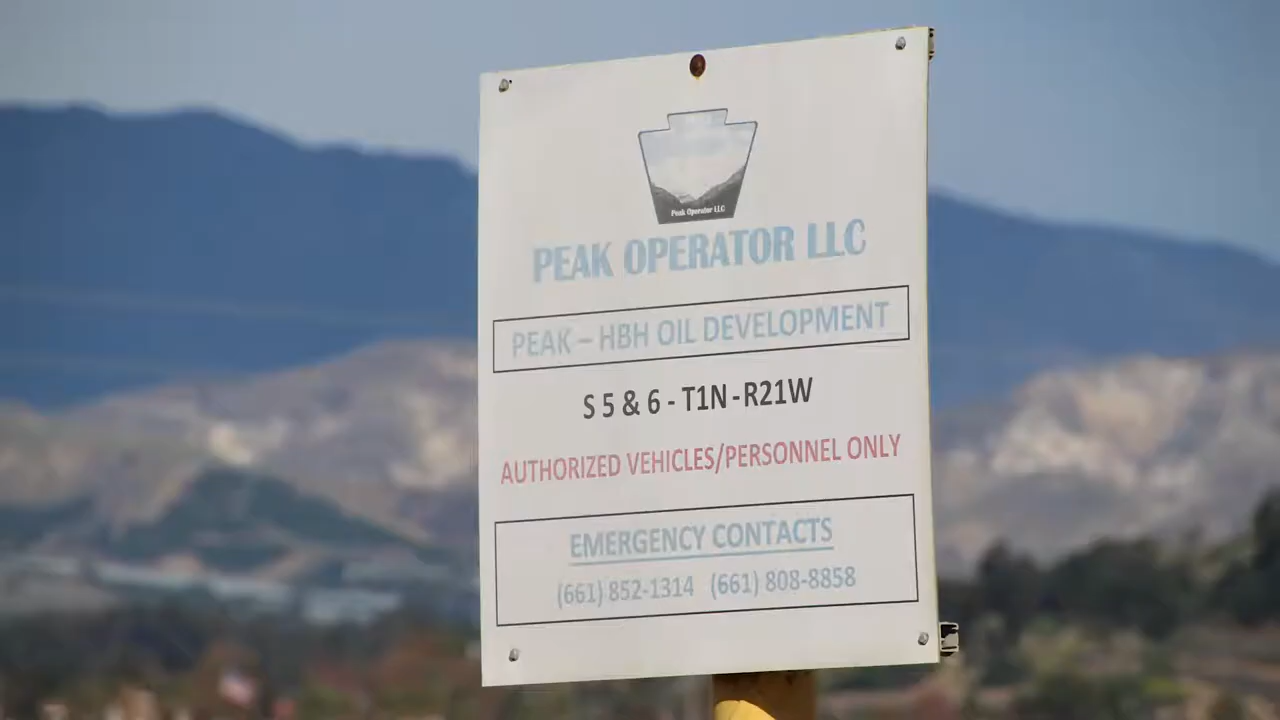 Peak Operator LLC
PEAK OPERATOR LLC
PEAK – HBH OIL DEVELOPMENT
S 5 & 6 - T1N - R21W
AUTHORIZED VEHICLES/PERSONNEL ONLY
EMERGENCY CONTACTS
(661) 852-1314 (661) 808-8858